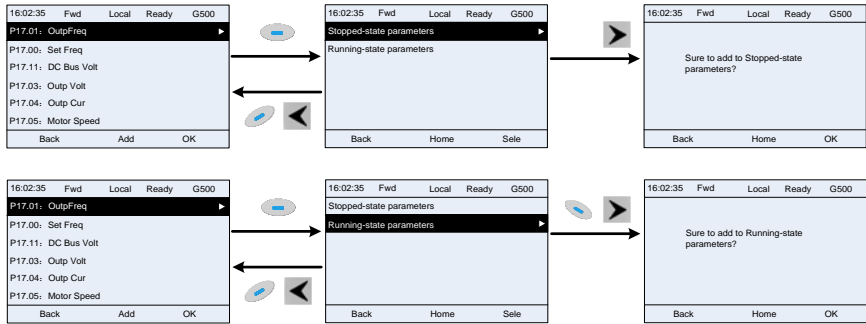 16:02:35 Fwd Local Ready G500
P17.01: OutpFreq
P17.00: Set Freq
P17.11: DC Bus Volt
P17.03: Outp Volt
P17.04: Outp Cur
P17.05: Motor Speed
Back Add OK
16:02:35 Fwd Local Ready G500
Stopped-state parameters
Running-state parameters
Back Home Sele
16:02:35 Fwd Local Ready G500
Sure to add to Stopped-state
parameters?
Back Home OK
16:02:35 Fwd Local Ready G500
P17.01: OutpFreq
P17.00: Set Freq
P17.11: DC Bus Volt
P17.03: Outp Volt
P17.04: Outp Cur
P17.05: Motor Speed
Back Add OK
16:02:35 Fwd Local Ready G500
Stopped-state parameters
Running-state parameters
Back Home Sele
16:02:35 Fwd Local Ready G500
Sure to add to Running-state
parameters?
Back Home OK